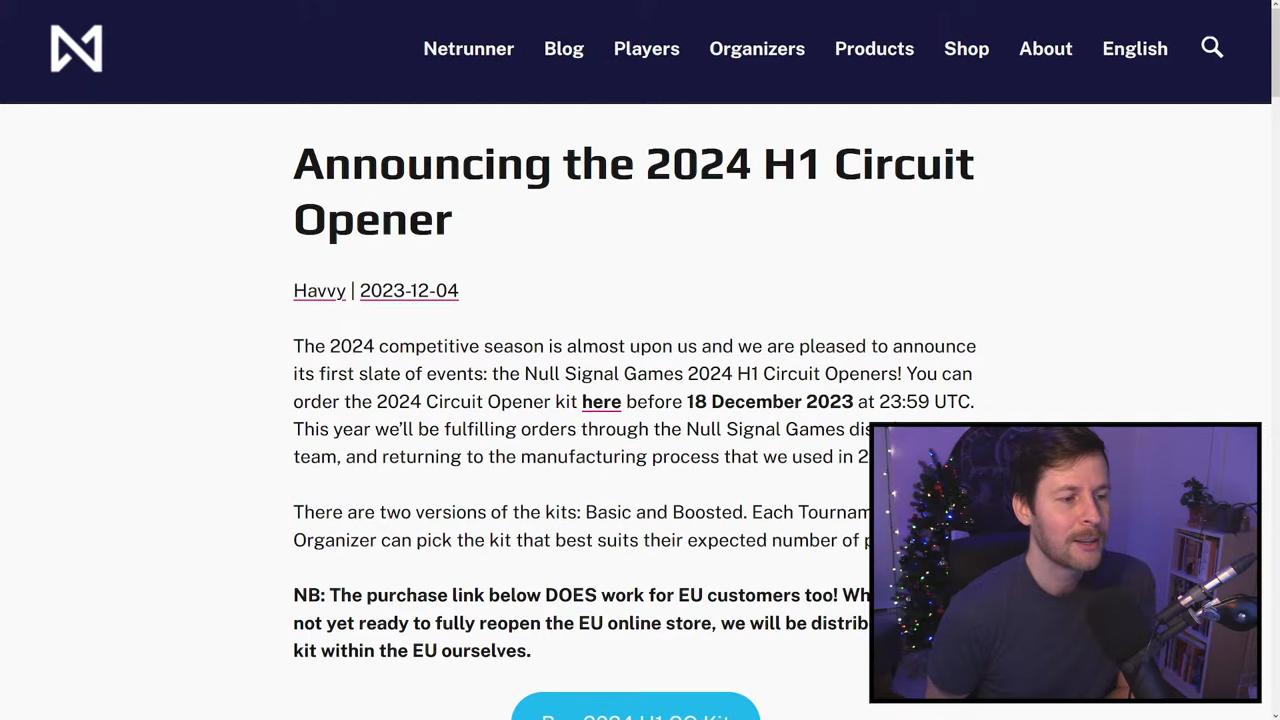 Netrunner Blog Players Organizers Products Shop About English
Announcing the 2024 H1 Circuit
Opener
Havvy | 2023-12-04
The 2024 competitive season is almost upon us and we are pleased to announce
its first slate of events: the Null Signal Games 2024 H1 Circuit Openers! You can
order the 2024 Circuit Opener kit here before 18 December 2023 at 23:59 UTC.
This year we’ll be fulfilling orders through the Null Signal Games
team, and returning to the manufacturing process that we used in
There are two versions of the kits: Basic and Boosted. Each
Organizer can pick the kit that best suits their expected number of
NB: The purchase link below DOES work for EU customers too!
not yet ready to fully reopen the EU online store, we will be
kit within the EU ourselves.
2024 H1 CO Kit